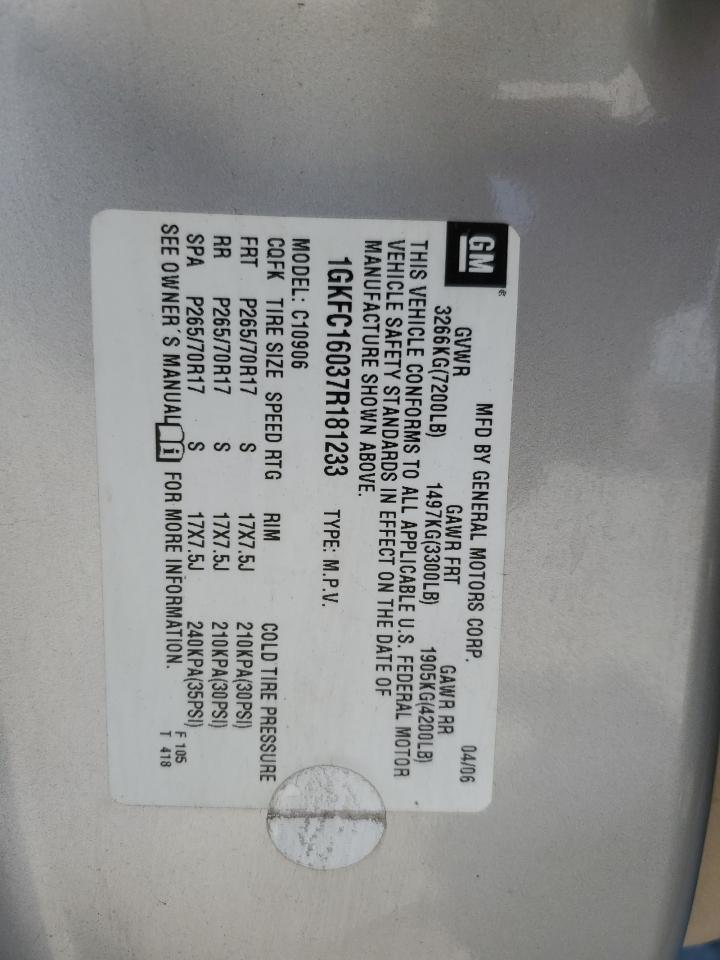 GM®
MFD BY GENERAL MOTORS CORP. 04/06
GVWR GAWR FRT GAWR RR
3266KG(7200LB) 1497KG(3300LB) 1905KG(4200LB)
THIS VEHICLE CONFORMS TO ALL APPLICABLE U.S. FEDERAL MOTOR
VEHICLE SAFETY STANDARDS IN EFFECT ON THE DATE OF
MANUFACTURE SHOWN ABOVE.
1GKFC16037R181233 TYPE: M.P.V.
MODEL: C10906
CQFK TIRE SIZE SPEED RTG RIM COLD TIRE PRESSURE
FRT P265/70R17 S 17X7.5J 210KPA(30PSI)
RR P265/70R17 S 17X7.5J 210KPA(30PSI)
SPA P265/70R17 S 17X7.5J 240KPA(35PSI)
SEE OWNER'S MANUAL i FOR MORE INFORMATION.
F 105
T 418